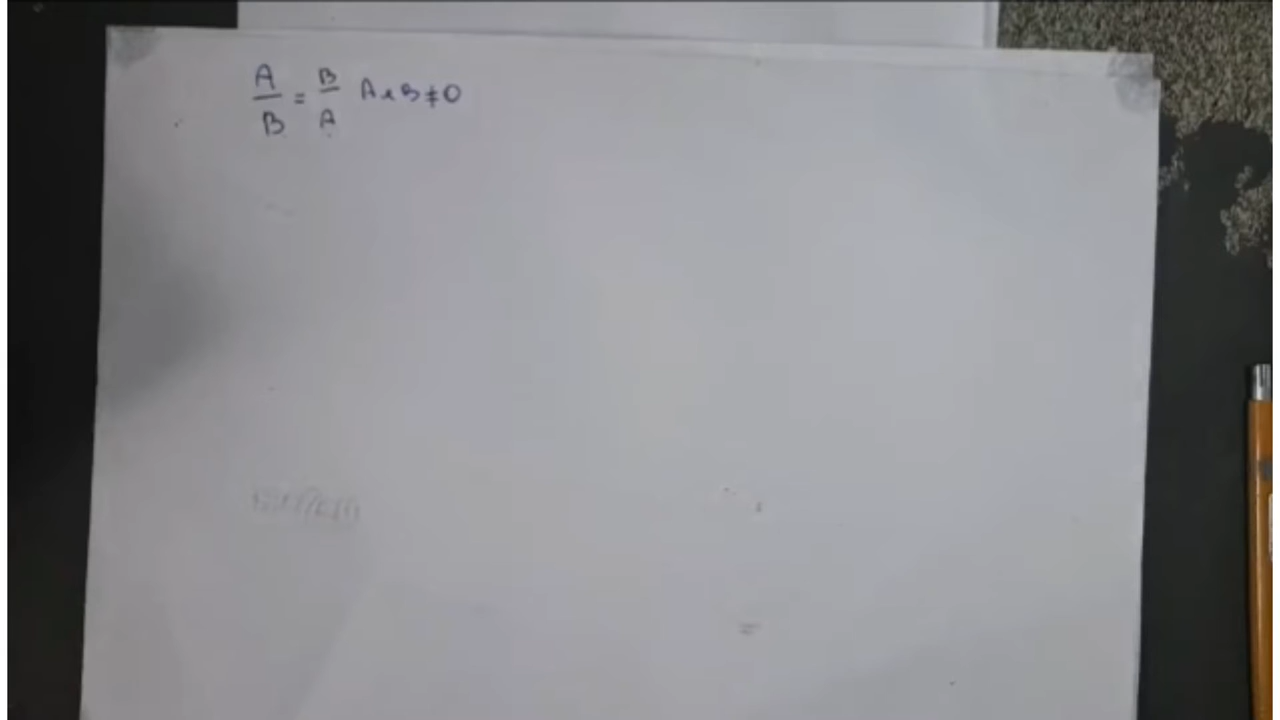 A/B = B/A A ∧ B ≠ 0